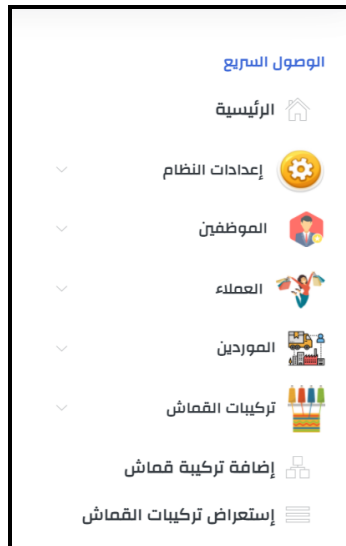 الوصول السريع
الرئيسية
إعدادات النظام
الموظفين
العملاء
الموردين
تركيبات القماش
إضافة تركيبة قماش
إستعراض تركيبات القماش